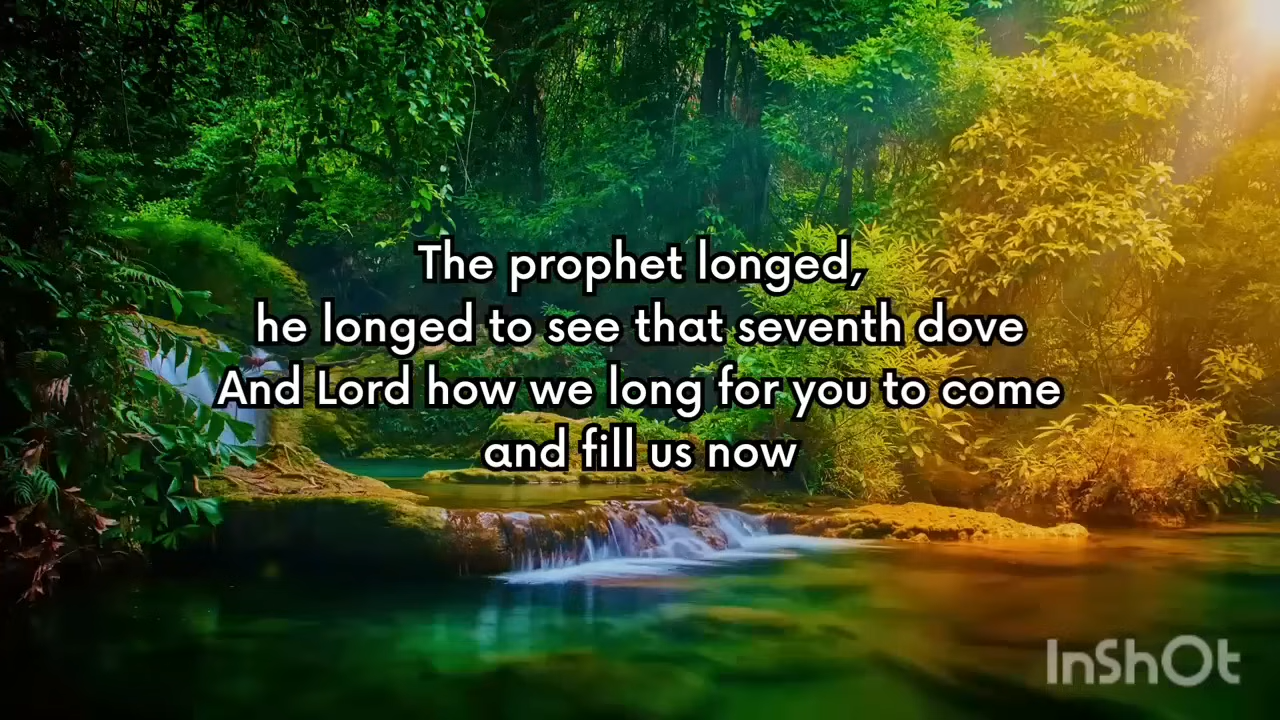 The prophet longed,
he longed to see that seventh dove
And Lord how we long for you to come
and fill us now
InShOt